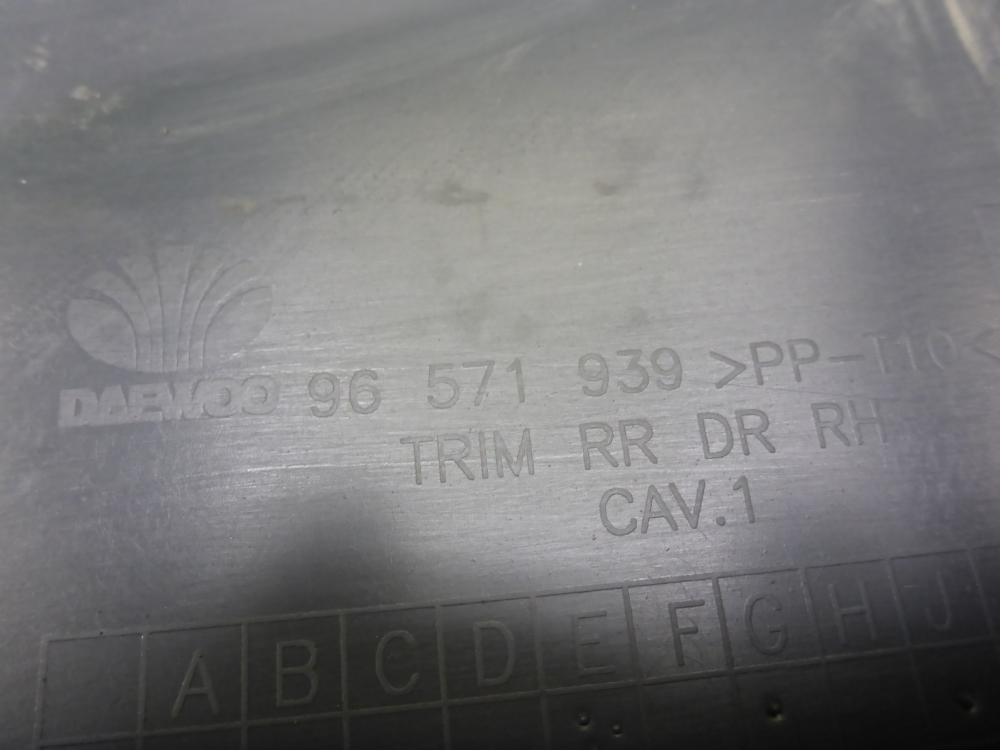 DAEWOO 96 571 939 >PP-T10<
TRIM RR DR RH
CAV.1
A B C D E F G H J